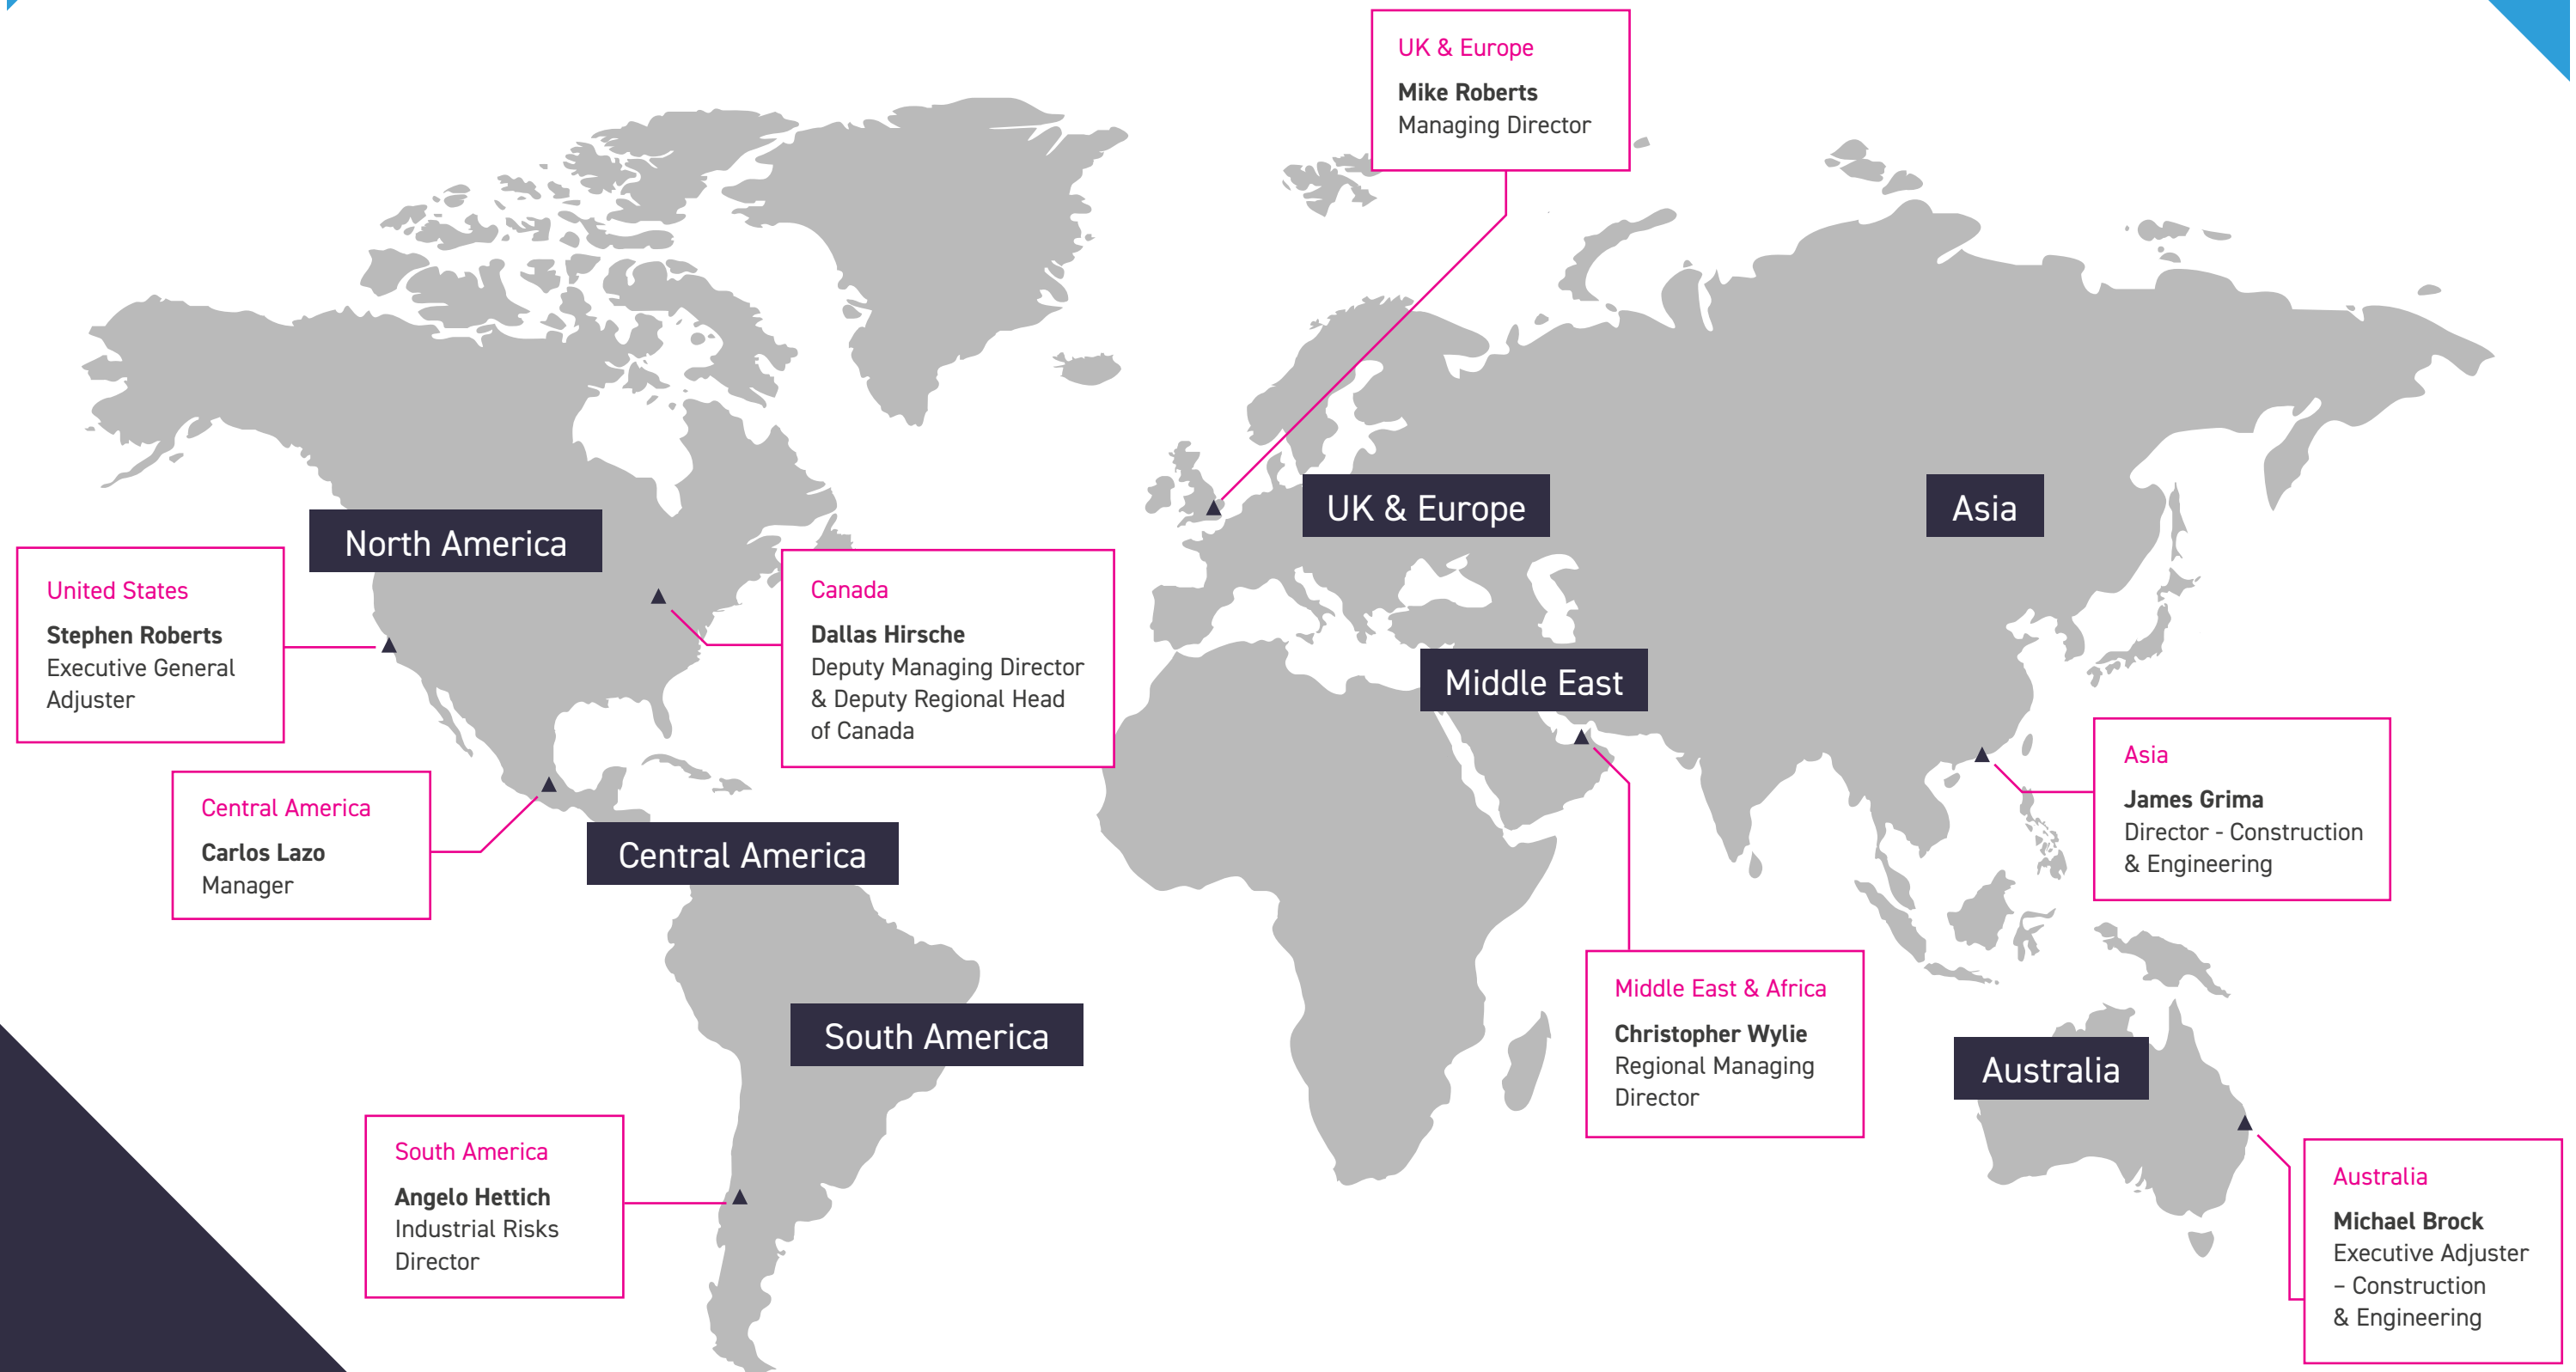 UK & Europe
Mike Roberts
Managing Director
UK & Europe
Asia
North America
United States
Stephen Roberts
Executive General
Adjuster
Canada
Dallas Hirsche
Deputy Managing Director
& Deputy Regional Head
of Canada
Middle East
Central America
Carlos Lazo
Manager
Central America
Asia
James Grima
Director - Construction
& Engineering
South America
Middle East & Africa
Christopher Wylie
Regional Managing
Director
Australia
South America
Angelo Hettich
Industrial Risks
Director
Australia
Michael Brock
Executive Adjuster
– Construction
& Engineering